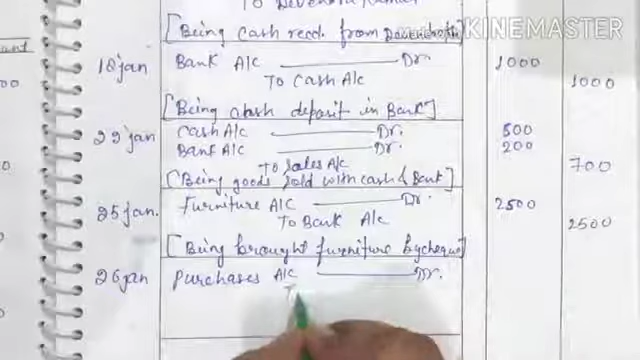 To Devendra Kumar
[Being cash recd. from Devendra]
KINEMASTER
18 jan Bank A/c Dr. 1000
To Cash A/c 1000
[Being cash deposit in Bank]
22 jan Cash A/c Dr. 500
Bank A/c Dr. 200
To Sales A/c 700
[Being goods sold with cash & Bank]
25 jan. Furniture A/c Dr. 2500
To Bank A/c 2500
[Being brought furniture by cheque]
26 jan Purchases A/c Dr.
T